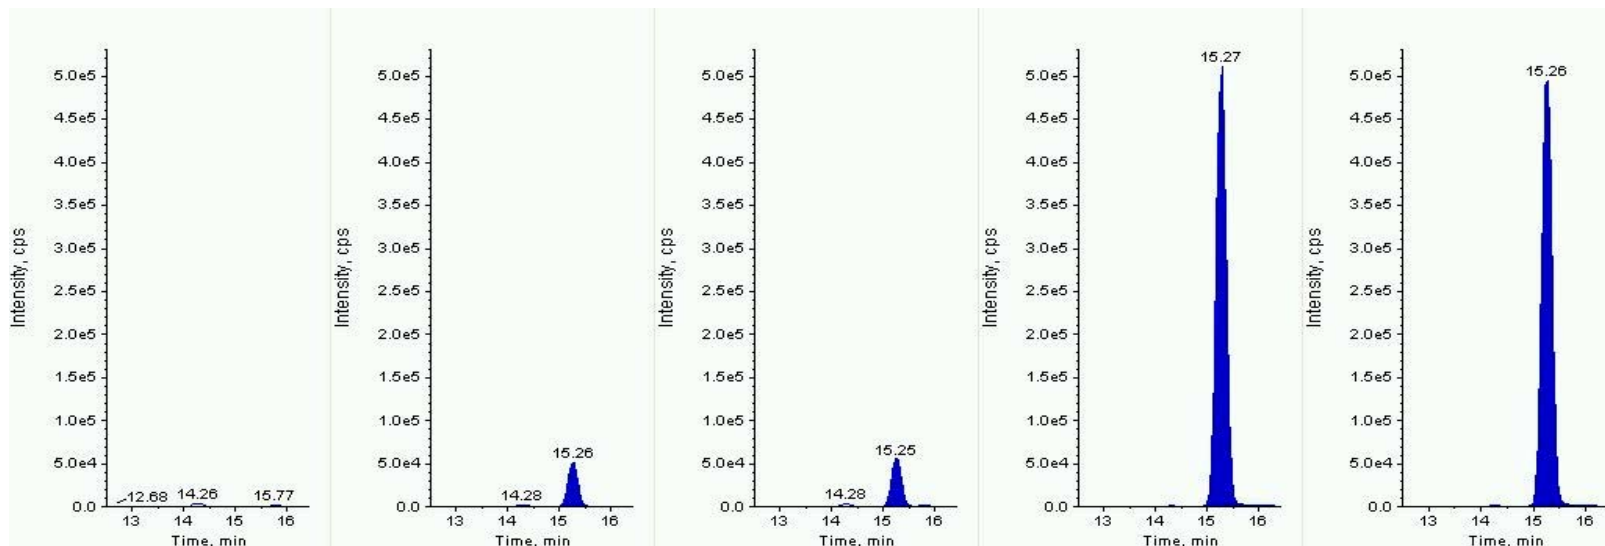 5.0e5
4.5e5
4.0e5
3.5e5
3.0e5
2.5e5
2.0e5
1.5e5
1.0e5
5.0e4
0.0
Intensity, cps
12.68 14.26 15.77
13 14 15 16
Time, min
5.0e5
4.5e5
4.0e5
3.5e5
3.0e5
2.5e5
2.0e5
1.5e5
1.0e5
5.0e4
0.0
Intensity, cps
15.26
14.28
13 14 15 16
Time, min
5.0e5
4.5e5
4.0e5
3.5e5
3.0e5
2.5e5
2.0e5
1.5e5
1.0e5
5.0e4
0.0
Intensity, cps
15.25
14.28
13 14 15 16
Time, min
15.27
5.0e5
4.5e5
4.0e5
3.5e5
3.0e5
2.5e5
2.0e5
1.5e5
1.0e5
5.0e4
0.0
Intensity, cps
13 14 15 16
Time, min
15.26
5.0e5
4.5e5
4.0e5
3.5e5
3.0e5
2.5e5
2.0e5
1.5e5
1.0e5
5.0e4
0.0
Intensity, cps
13 14 15 16
Time, min